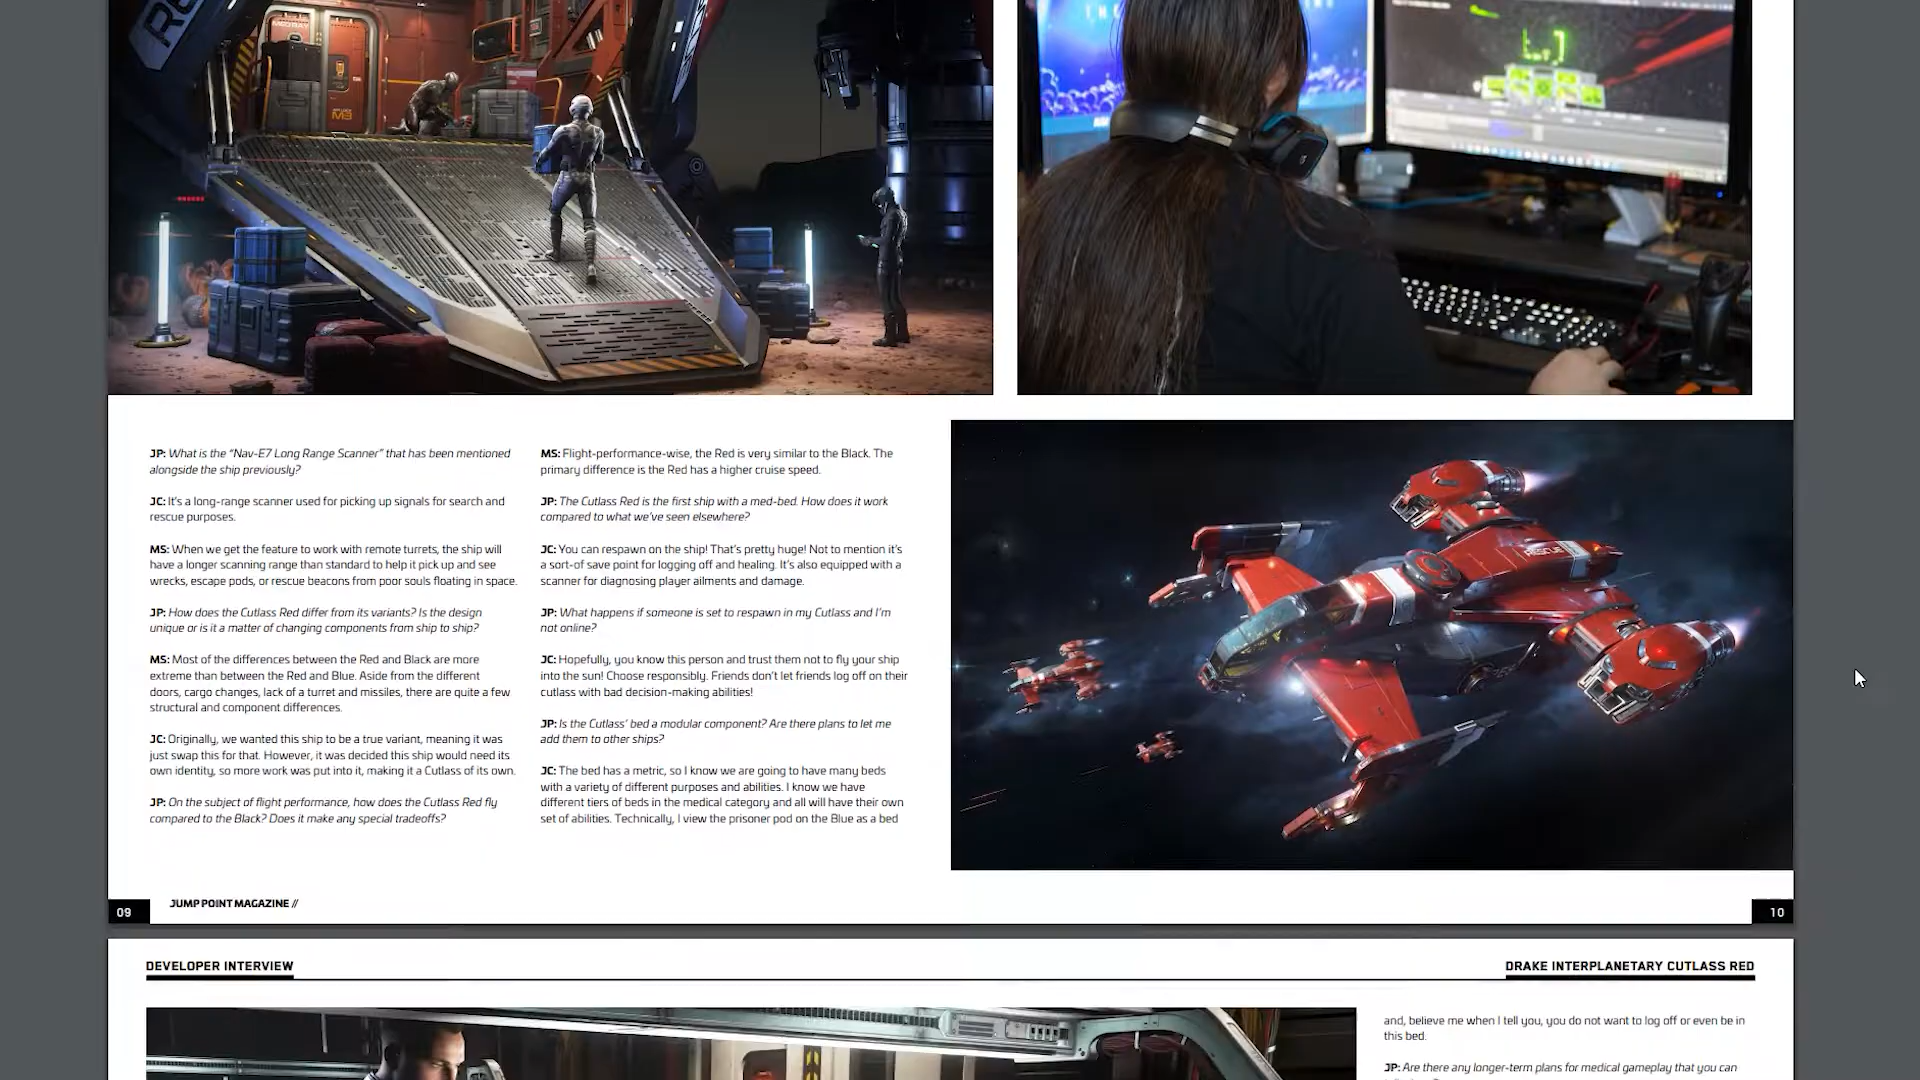 JP: What is the “Nav-E7 Long Range Scanner” that has been mentioned
alongside the ship previously?
JC: It’s a long-range scanner used for picking up signals for search and
rescue purposes.
MS: When we get the feature to work with remote turrets, the ship will
have a longer scanning range than standard to help it pick up and see
wrecks, escape pods, or rescue beacons from poor souls floating in space.
JP: How does the Cutlass Red differ from its variants? Is the design
unique or is it a matter of changing components from ship to ship?
MS: Most of the differences between the Red and Black are more
extreme than between the Red and Blue. Aside from the different
doors, cargo changes, lack of a turret and missiles, there are quite a few
structural and component differences.
JC: Originally, we wanted this ship to be a true variant, meaning it was
just swap this for that. However, it was decided this ship would need its
own identity, so more work was put into it, making it a Cutlass of its own.
JP: On the subject of flight performance, how does the Cutlass Red fly
compared to the Black? Does it make any special tradeoffs?
MS: Flight-performance-wise, the Red is very similar to the Black. The
primary difference is the Red has a higher cruise speed.
JP: The Cutlass Red is the first ship with a med-bed. How does it work
compared to what we’ve seen elsewhere?
JC: You can respawn on the ship! That’s pretty huge! Not to mention it’s
a sort-of save point for logging off and healing. It’s also equipped with a
scanner for diagnosing player ailments and damage.
JP: What happens if someone is set to respawn in my Cutlass and I’m
not online?
JC: Hopefully, you know this person and trust them not to fly your ship
into the sun! Choose responsibly. Friends don’t let friends log off on their
cutlass with bad decision-making abilities!
JP: Is the Cutlass’ bed a modular component? Are there plans to let me
add them to other ships?
JC: The bed has a metric, so I know we are going to have many beds
with a variety of different purposes and abilities. I know we have
different tiers of beds in the medical category and all will have their own
set of abilities. Technically, I view the prisoner pod on the Blue as a bed
RESCUE
09
JUMP POINT MAGAZINE //
10
DEVELOPER INTERVIEW
DRAKE INTERPLANETARY CUTLASS RED
and, believe me when I tell you, you do not want to log off or even be in
this bed.
JP: Are there any longer-term plans for medical gameplay that you can